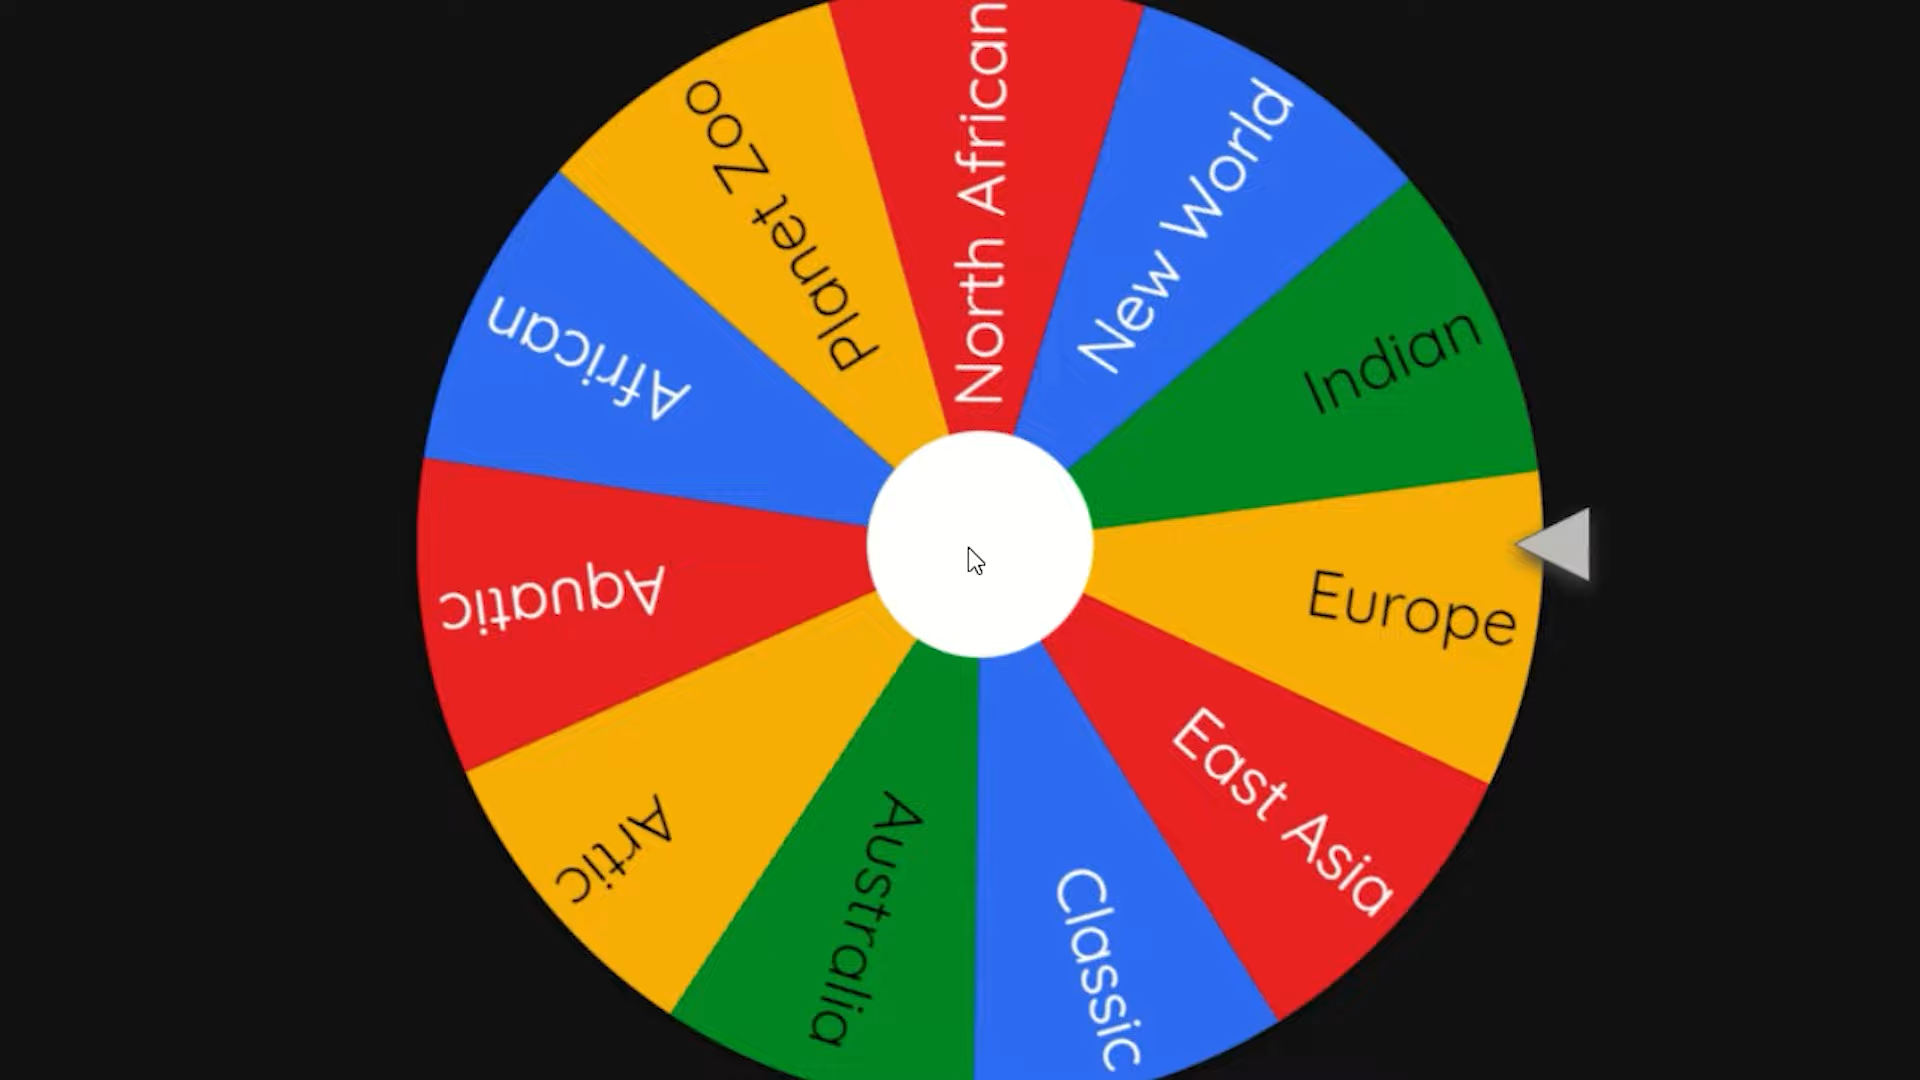 North African
New World
Indian
Europe
East Asia
Classic
Australia
Artic
Aquatic
African
Planet Zoo